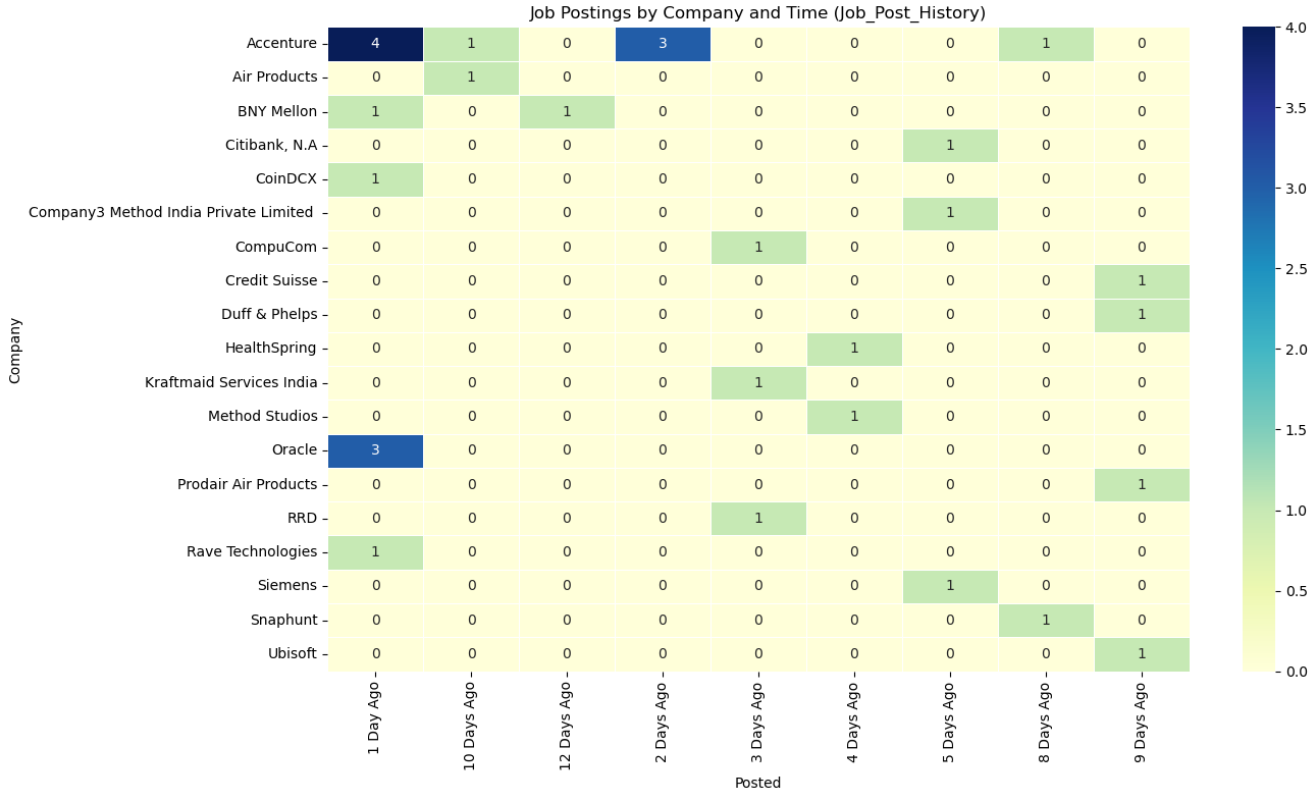 Job Postings by Company and Time (Job_Post_History)
Accenture 4 1 0 3 0 0 0 1 0
Air Products 0 1 0 0 0 0 0 0 0
BNY Mellon 1 0 1 0 0 0 0 0 0
Citibank, N.A 0 0 0 0 0 0 1 0 0
CoinDCX 1 0 0 0 0 0 0 0 0
Company3 Method India Private Limited 0 0 0 0 0 0 1 0 0
CompuCom 0 0 0 0 1 0 0 0 0
Credit Suisse 0 0 0 0 0 0 0 0 1
Duff & Phelps 0 0 0 0 0 0 0 0 1
HealthSpring 0 0 0 0 0 1 0 0 0
Kraftmaid Services India 0 0 0 0 1 0 0 0 0
Method Studios 0 0 0 0 0 1 0 0 0
Oracle 3 0 0 0 0 0 0 0 0
Prodair Air Products 0 0 0 0 0 0 0 0 1
RRD 0 0 0 0 1 0 0 0 0
Rave Technologies 1 0 0 0 0 0 0 0 0
Siemens 0 0 0 0 0 0 1 0 0
Snaphunt 0 0 0 0 0 0 0 1 0
Ubisoft 0 0 0 0 0 0 0 0 1
Company
1 Day Ago
10 Days Ago
12 Days Ago
2 Days Ago
3 Days Ago
4 Days Ago
5 Days Ago
8 Days Ago
9 Days Ago
Posted
4.0
3.5
3.0
2.5
2.0
1.5
1.0
0.5
0.0